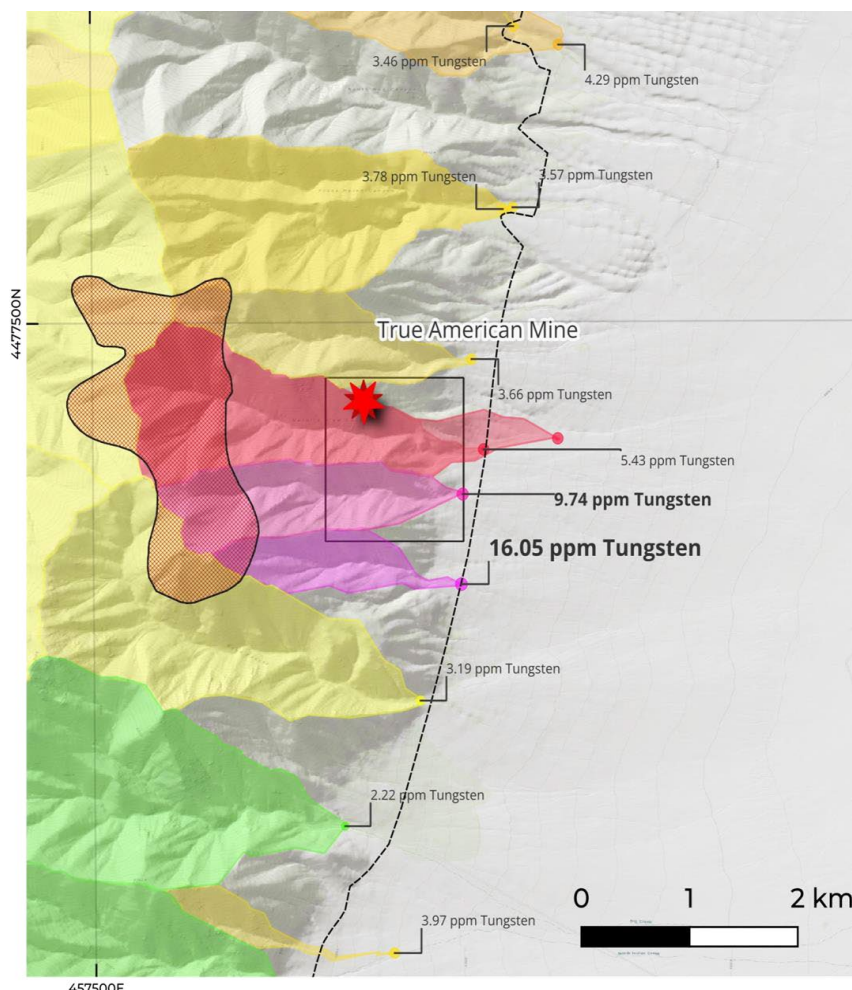 3.46 ppm Tungsten
4.29 ppm Tungsten
3.78 ppm Tungsten
3.57 ppm Tungsten
4477500N
True American Mine
3.66 ppm Tungsten
5.43 ppm Tungsten
9.74 ppm Tungsten
16.05 ppm Tungsten
3.19 ppm Tungsten
2.22 ppm Tungsten
0 1 2 km
3.97 ppm Tungsten
457500E